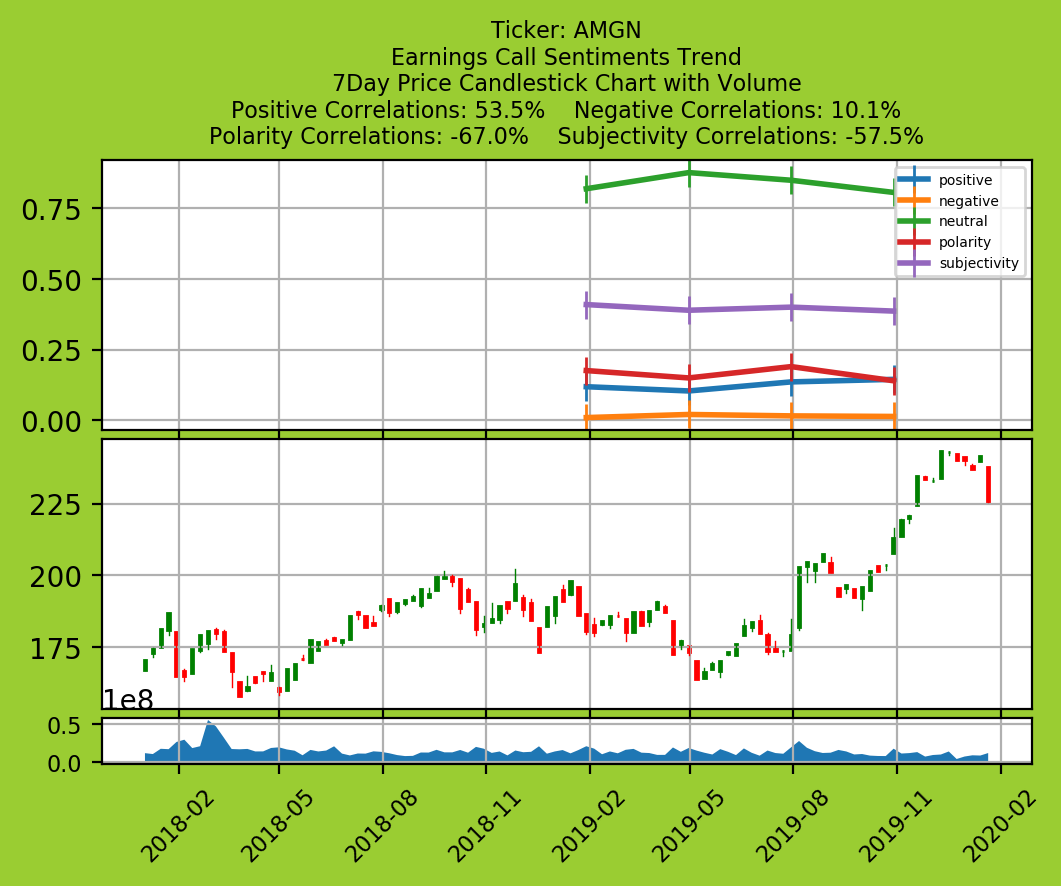 Ticker: AMGN
Earnings Call Sentiments Trend
7Day Price Candlestick Chart with Volume
Positive Correlations: 53.5%    Negative Correlations: 10.1%
Polarity Correlations: -67.0%    Subjectivity Correlations: -57.5%
positive
negative
neutral
polarity
subjectivity
0.75
0.50
0.25
0.00
225
200
175
1e8
0.5
0.0
2018-02
2018-05
2018-08
2018-11
2019-02
2019-05
2019-08
2019-11
2020-02